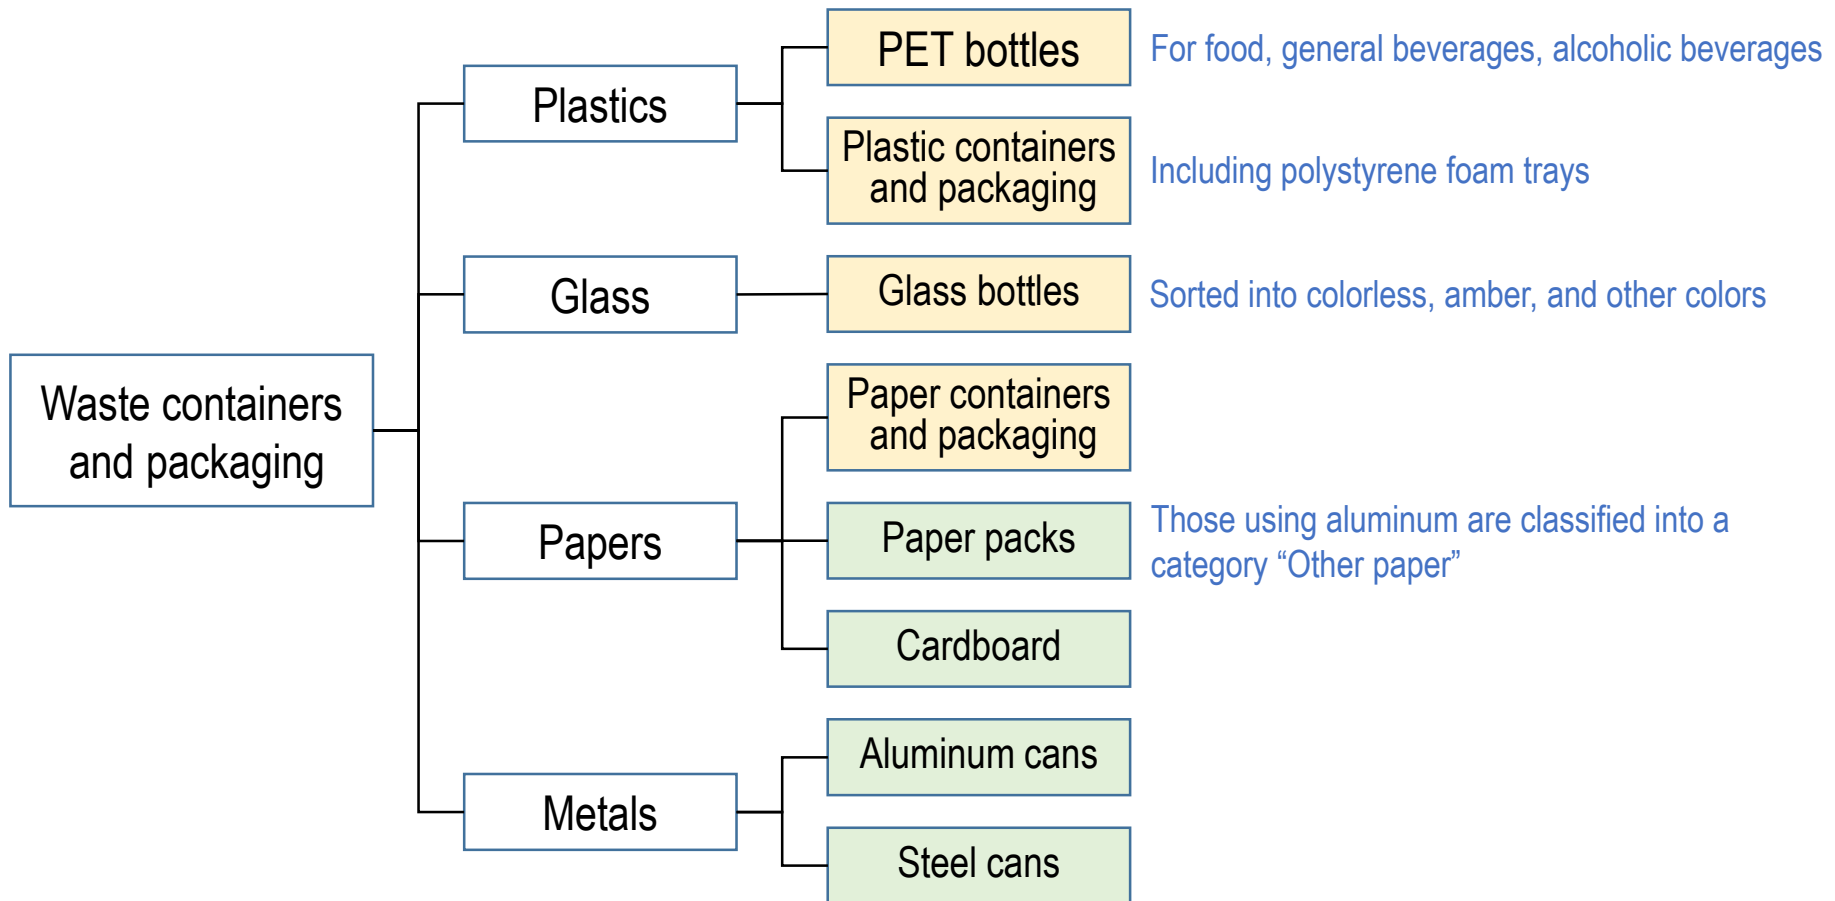 Waste containers
and packaging
Plastics
PET bottles
For food, general beverages, alcoholic beverages
Plastic containers
and packaging
Including polystyrene foam trays
Glass
Glass bottles
Sorted into colorless, amber, and other colors
Papers
Paper containers
and packaging
Paper packs
Those using aluminum are classified into a
category “Other paper”
Cardboard
Metals
Aluminum cans
Steel cans